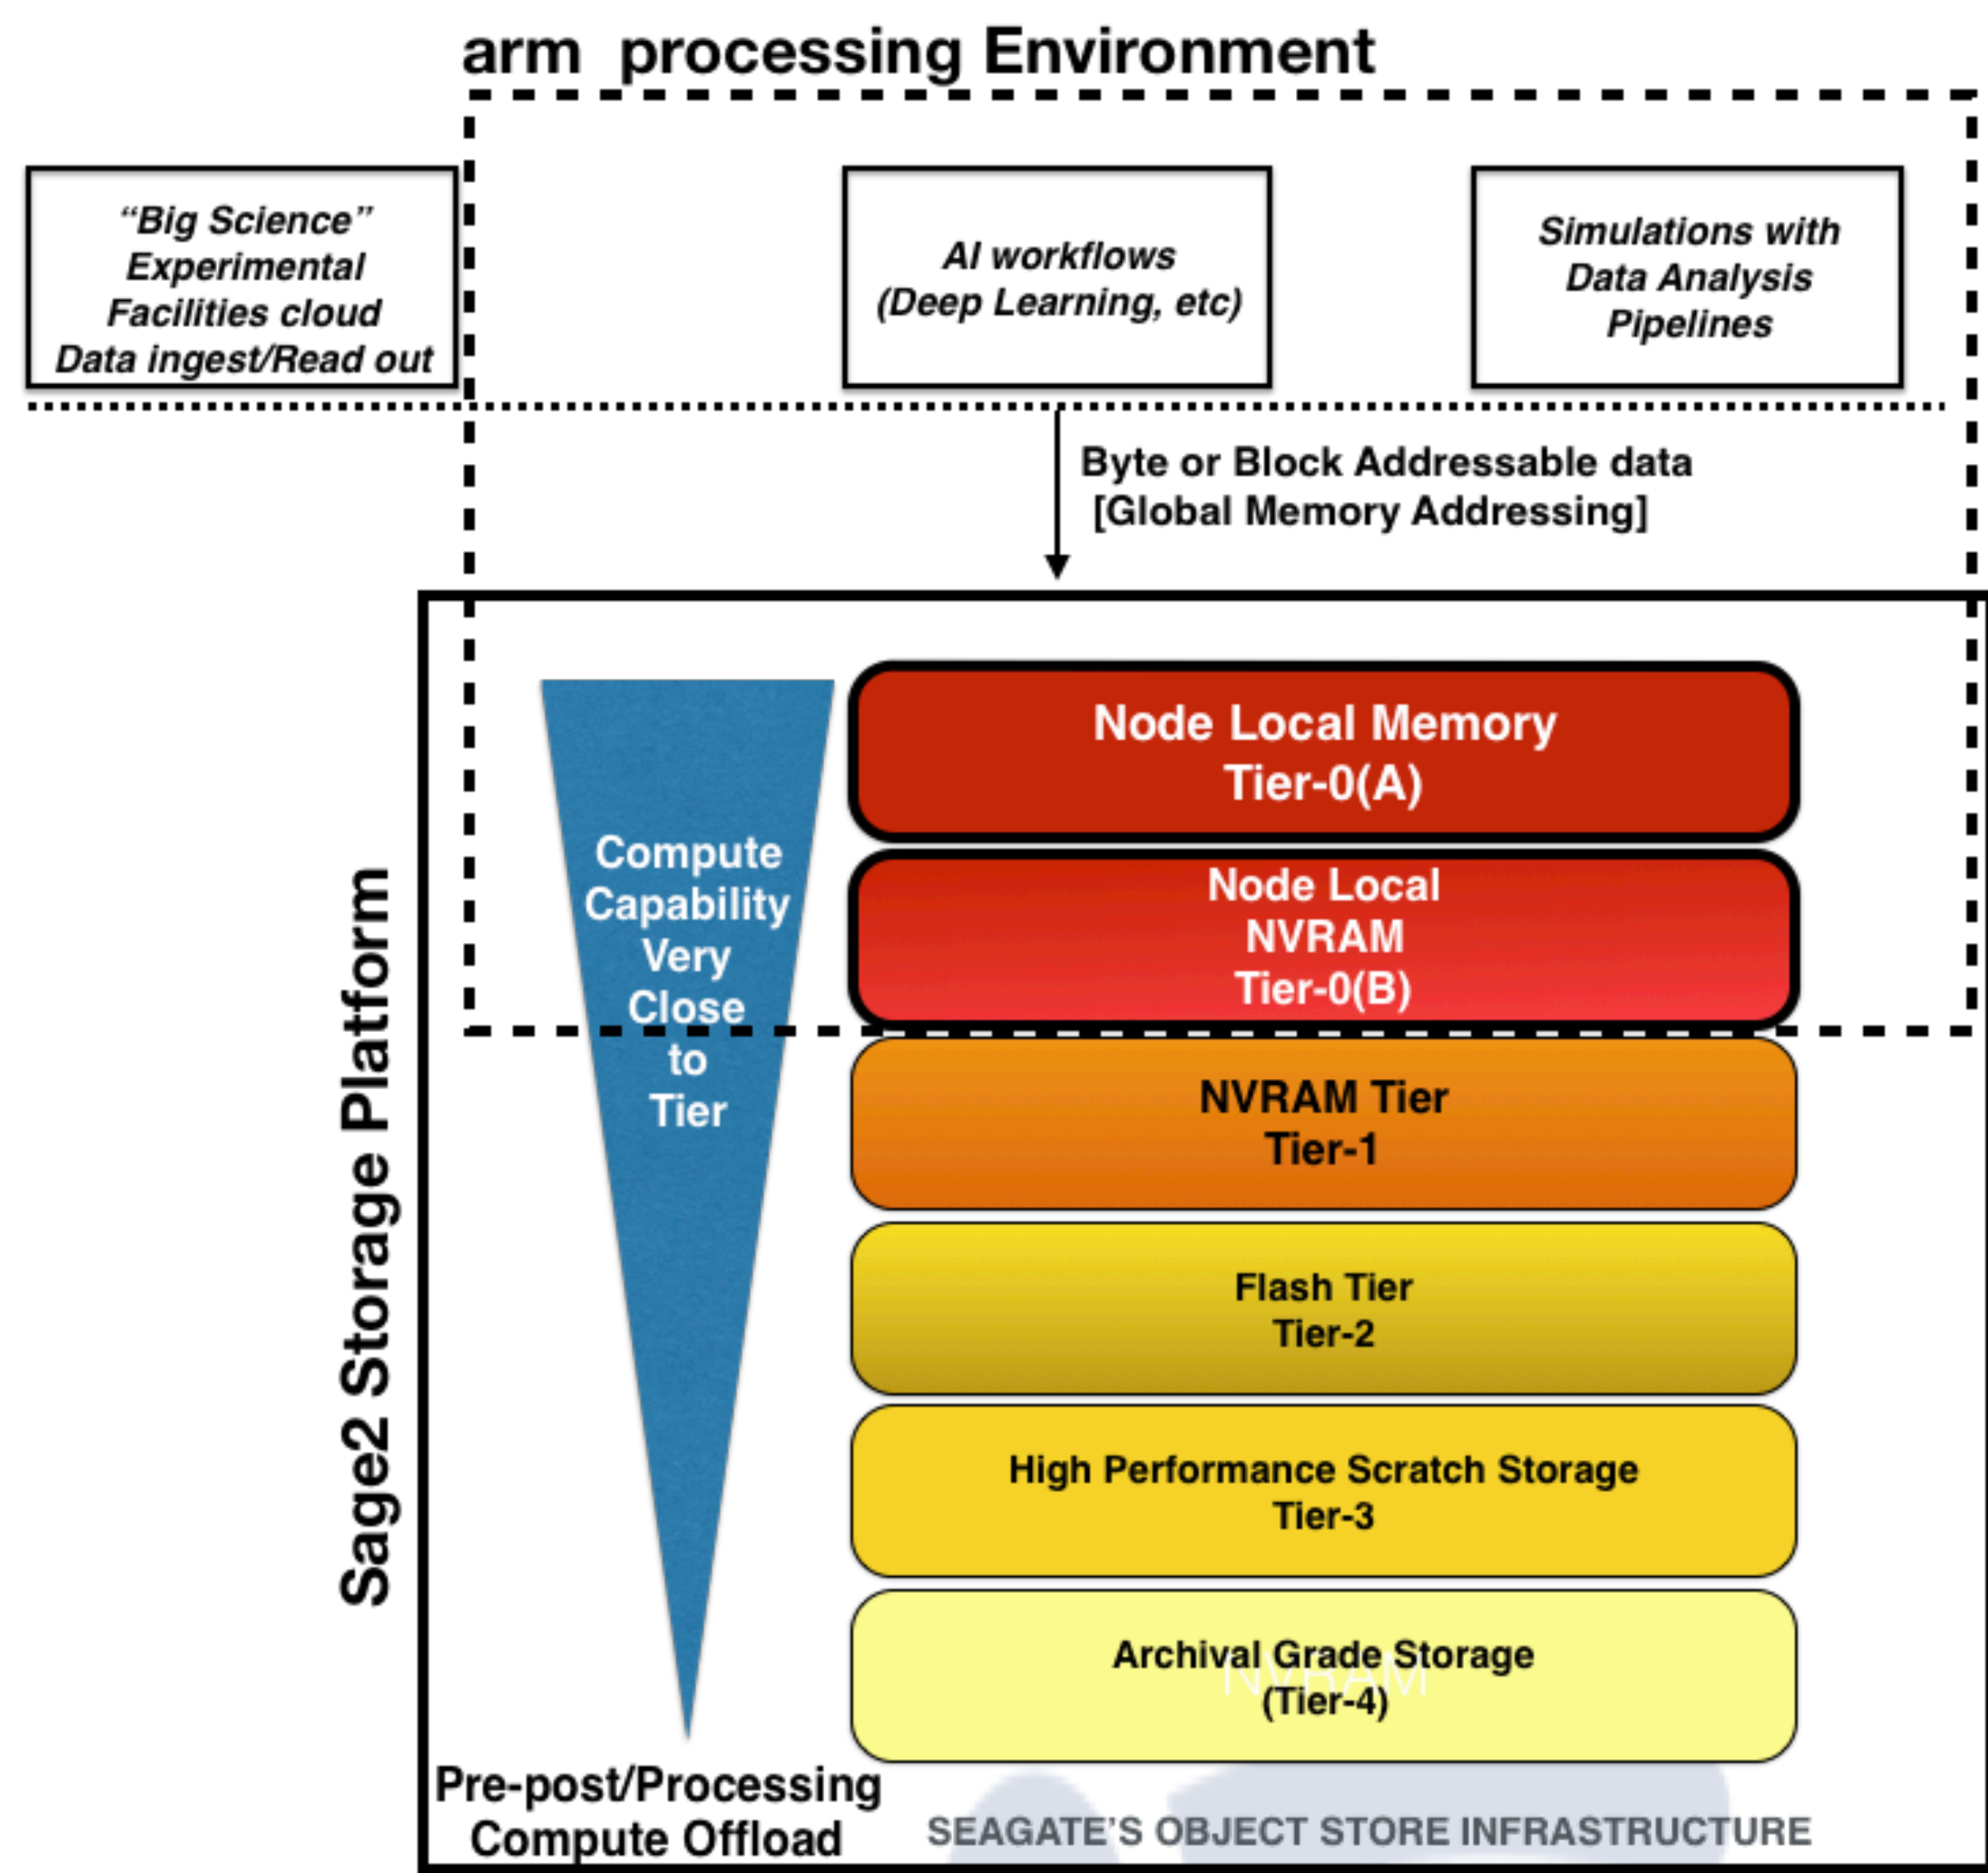 arm processing Environment
“Big Science”
Experimental
Facilities cloud
Data ingest/Read out
AI workflows
(Deep Learning, etc)
Simulations with
Data Analysis
Pipelines
Byte or Block Addressable data
[Global Memory Addressing]
Sage2 Storage Platform
Compute
Capability
Very
Close
to
Tier
Node Local Memory
Tier-0(A)
Node Local
NVRAM
Tier-0(B)
NVRAM Tier
Tier-1
Flash Tier
Tier-2
High Performance Scratch Storage
Tier-3
Archival Grade Storage
NVRAM
(Tier-4)
Pre-post/Processing
Compute Offload
SEAGATE’S OBJECT STORE INFRASTRUCTURE